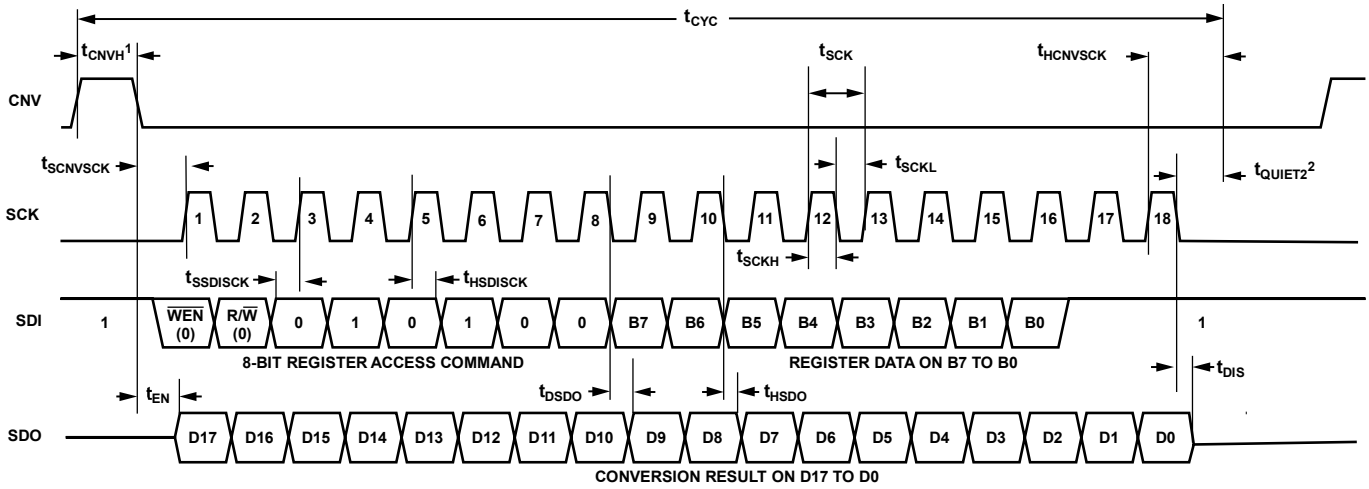 tCYC
tCNVH1 tSCK tHCNVSCK
CNV
tSCNVSCK tSCKL tQUIET22
SCK 1 2 3 4 5 6 7 8 9 10 11 12 13 14 15 16 17 18
tSCKH
tSSDISCK tHSDISCK
SDI 1 WEN (0) R/W (0) 0 1 0 1 0 0 B7 B6 B5 B4 B3 B2 B1 B0 1
8-BIT REGISTER ACCESS COMMAND REGISTER DATA ON B7 TO B0
tEN tDSDO tHSDO tDIS
SDO D17 D16 D15 D14 D13 D12 D11 D10 D9 D8 D7 D6 D5 D4 D3 D2 D1 D0
CONVERSION RESULT ON D17 TO D0